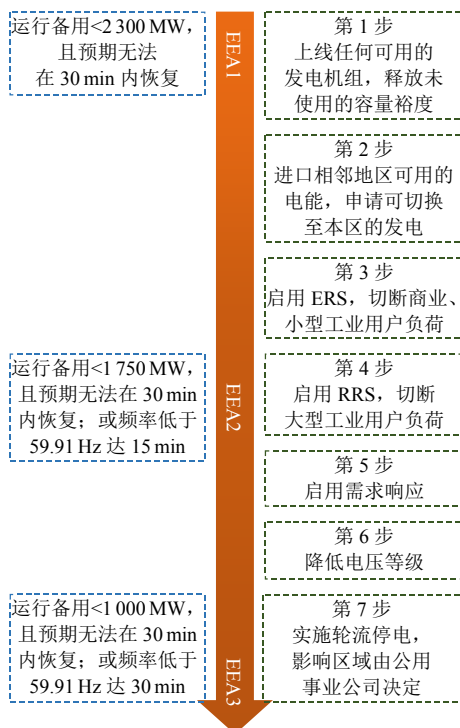 运行备用<2 300 MW，
且预期无法
在 30 min 内恢复
EEA1
第 1 步
上线任何可用的
发电机组，释放未
使用的容量裕度
第 2 步
进口相邻地区可用的
电能，申请可切换
至本区的发电
第 3 步
启用 ERS，切断商业、
小型工业用户负荷
运行备用<1 750 MW，
且预期无法在 30 min
内恢复；或频率低于
59.91 Hz 达 15 min
EEA2
第 4 步
启用 RRS，切断
大型工业用户负荷
第 5 步
启用需求响应
第 6 步
降低电压等级
运行备用<1 000 MW，
且预期无法在 30 min
内恢复；或频率低于
59.91 Hz 达 30 min
EEA3
第 7 步
实施轮流停电，
影响区域由公用
事业公司决定